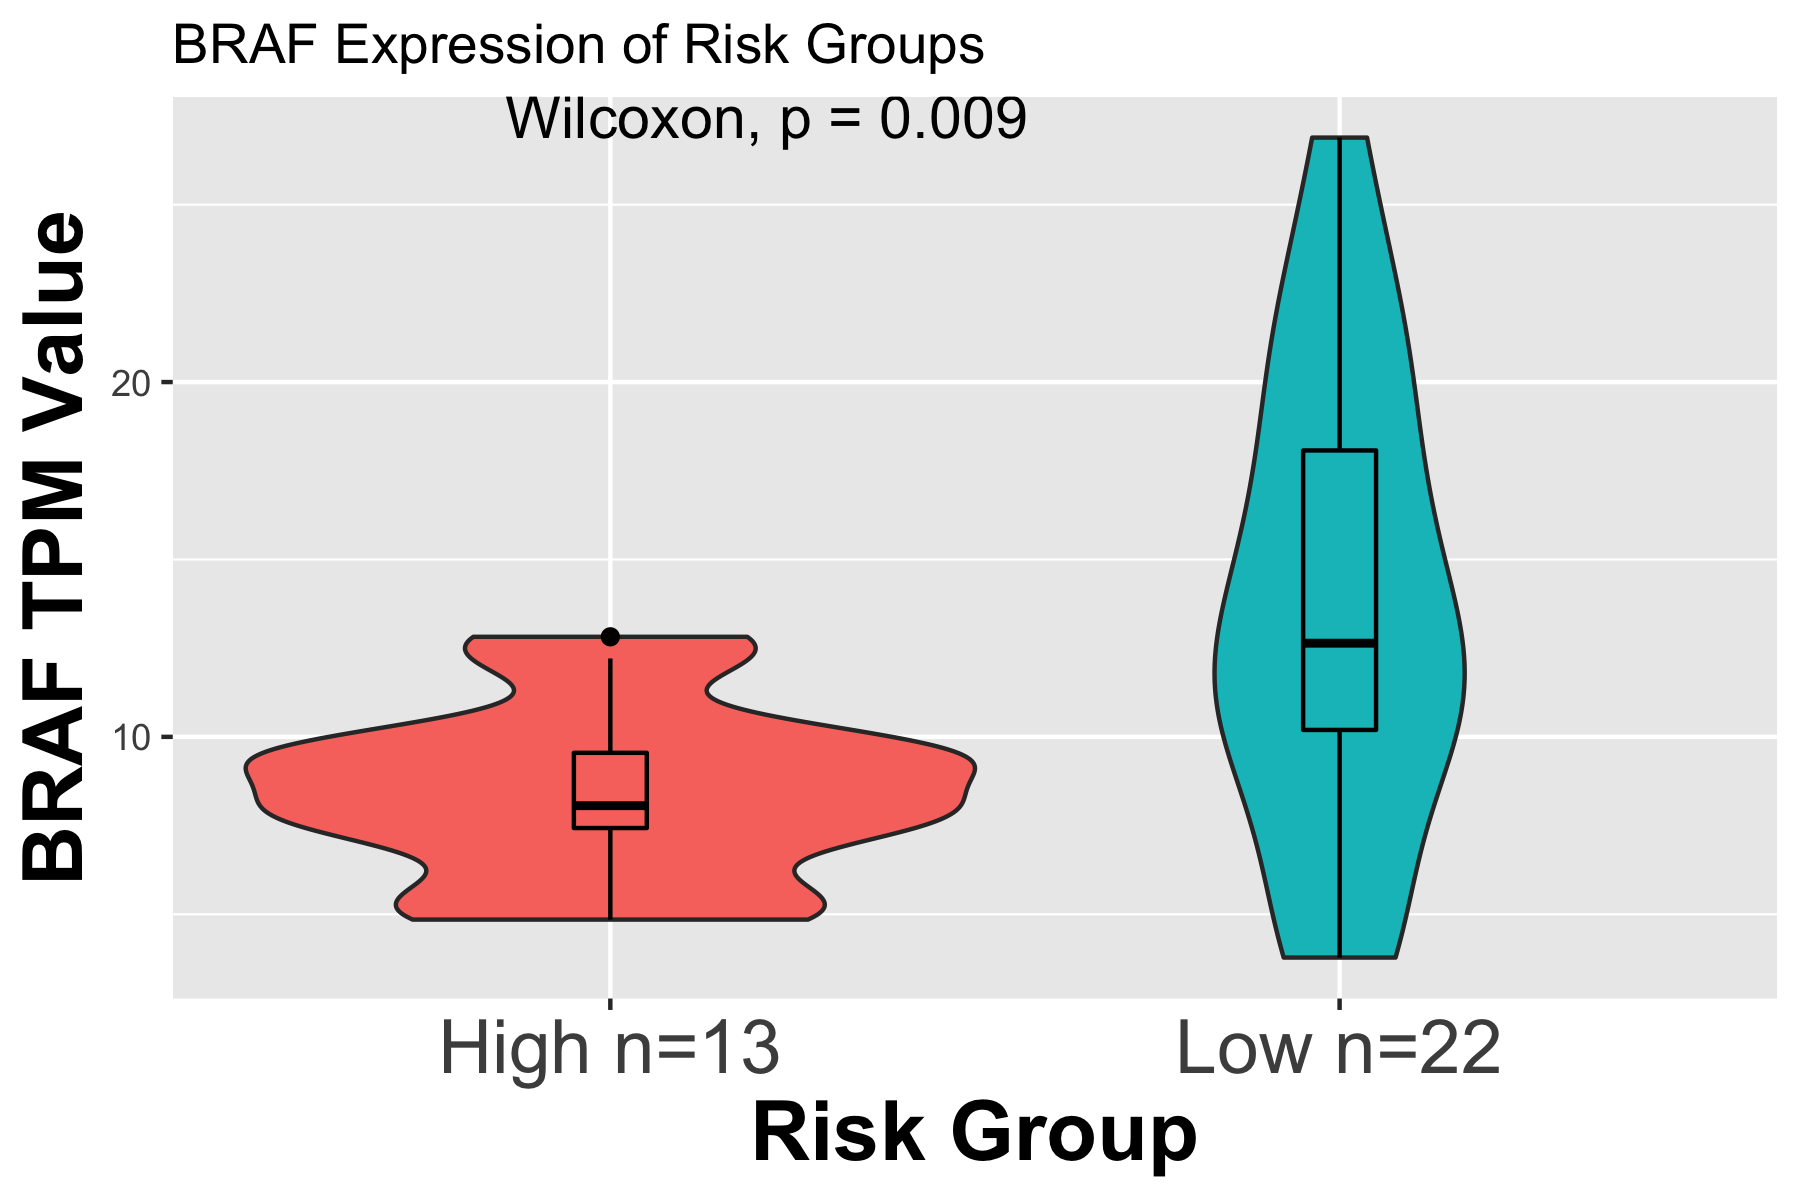 BRAF Expression of Risk Groups
Wilcoxon, p = 0.009
BRAF TPM Value
20
10
High n=13
Low n=22
Risk Group